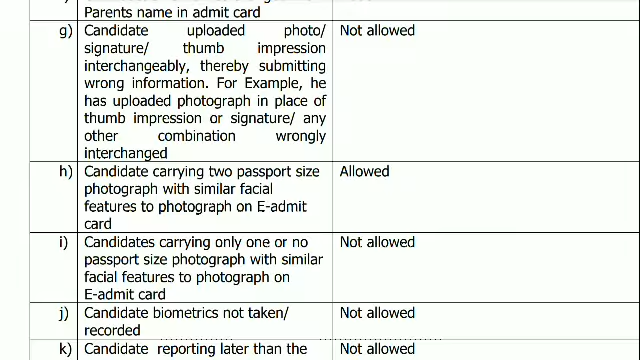 Parents name in admit card
g) Candidate uploaded photo/ Not allowed
signature/ thumb impression
interchangeably, thereby submitting
wrong information. For Example, he
has uploaded photograph in place of
thumb impression or signature/ any
other combination wrongly
interchanged
h) Candidate carrying two passport size Allowed
photograph with similar facial
features to photograph on E-admit
card
i) Candidates carrying only one or no Not allowed
passport size photograph with similar
facial features to photograph on
E-admit card
j) Candidate biometrics not taken/ Not allowed
recorded
k) Candidate reporting later than the Not allowed